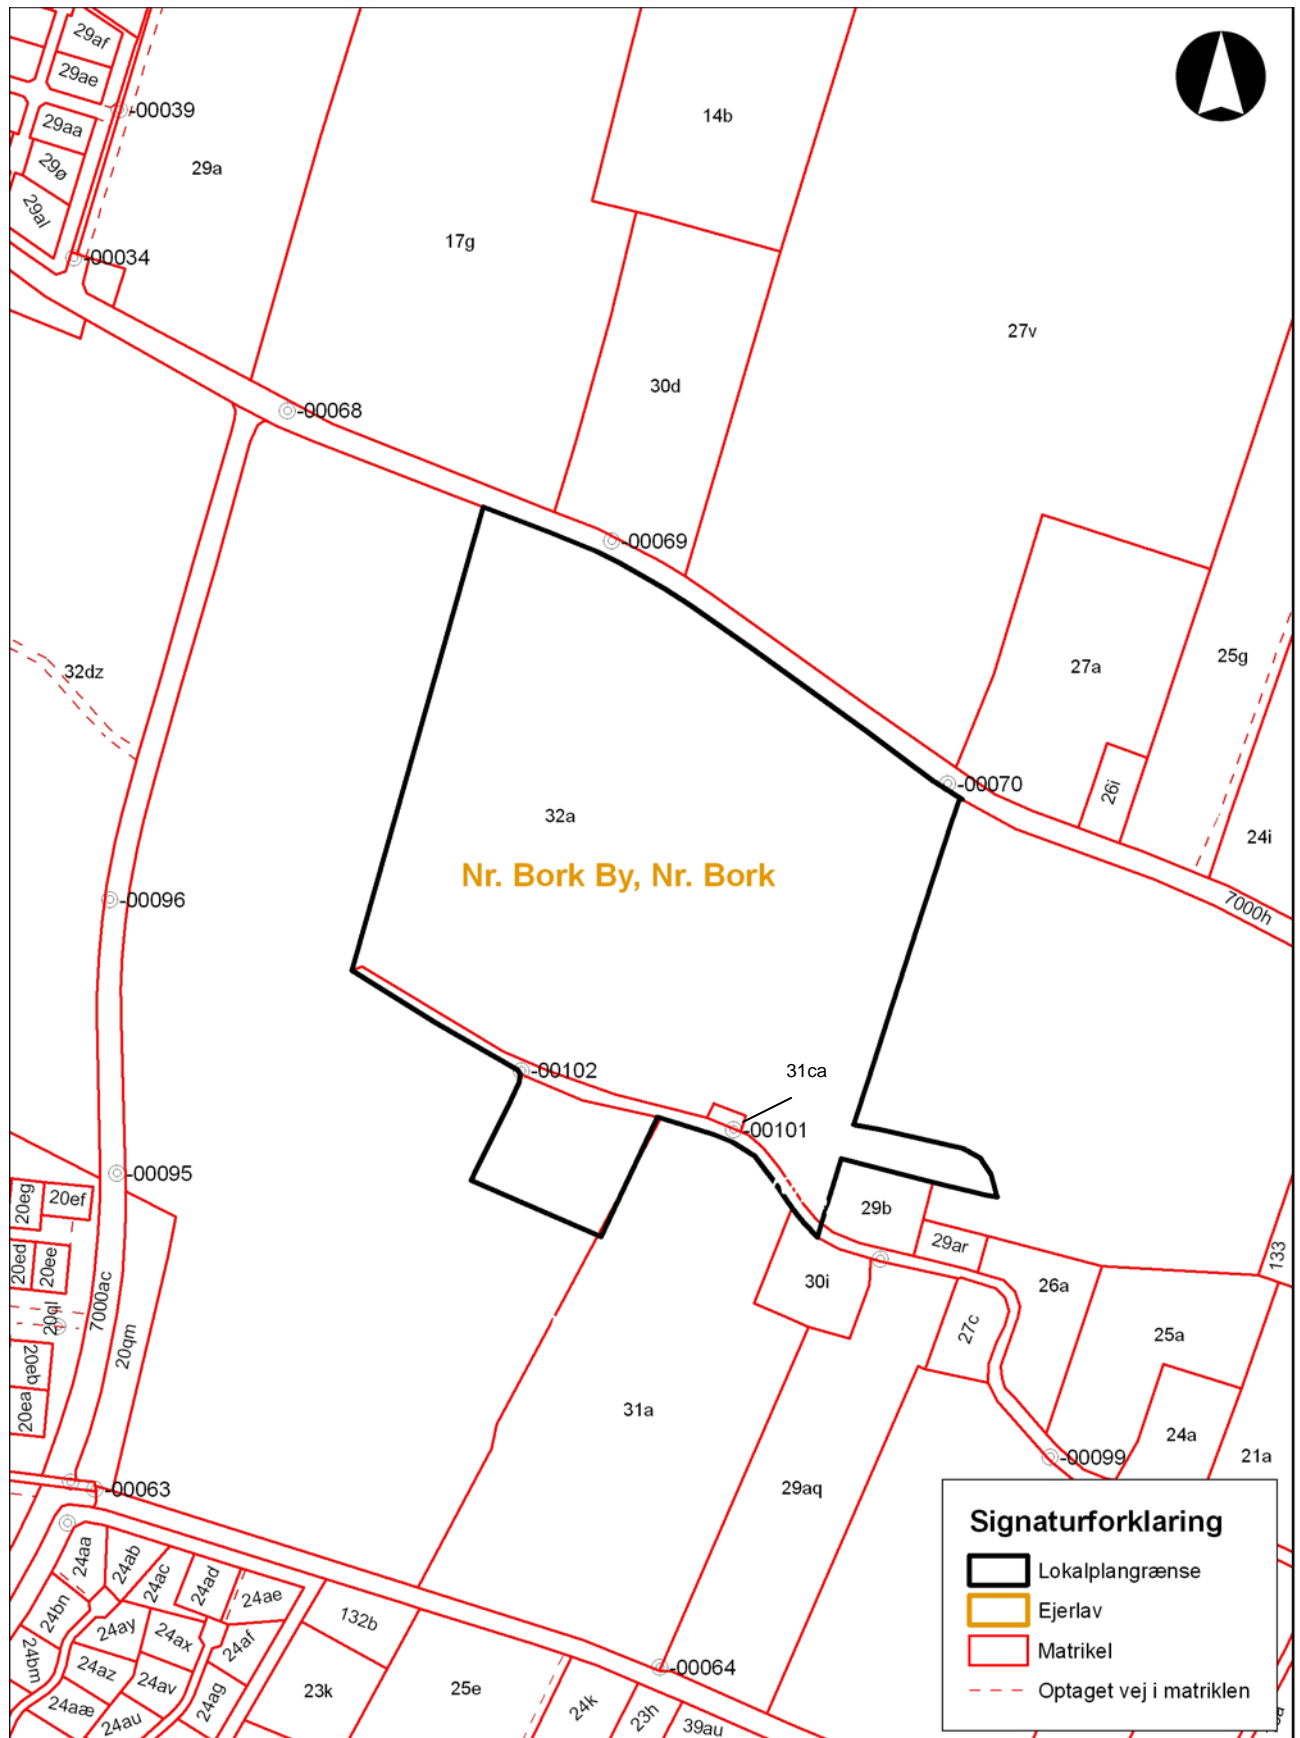 29af
29ae
-00039
29aa
29ø
29al
29a
14b
-00034
17g
27v
30d
-00068
-00069
32dz
27a
25g
-00070
26i
32a
24i
Nr. Bork By, Nr. Bork
-00096
7000h
-00102
31ca
-00101
-00095
20eg
20ef
29b
20ed
20ee
29ar
133
30i
26a
7000ac
20qm
27c
25a
20eb
20ea
31a
24a
21a
-00099
-00063
29aq
24aa
24ab
24ac
24ad
24ae
24bn
24ay
24ax
24af
132b
24bm
24az
24av
24ag
23k
25e
-00064
24aæ
24au
24k
23h
39au
Signaturforklaring
Lokalplangrænse
Ejerlav
Matrikel
Optaget vej i matriklen